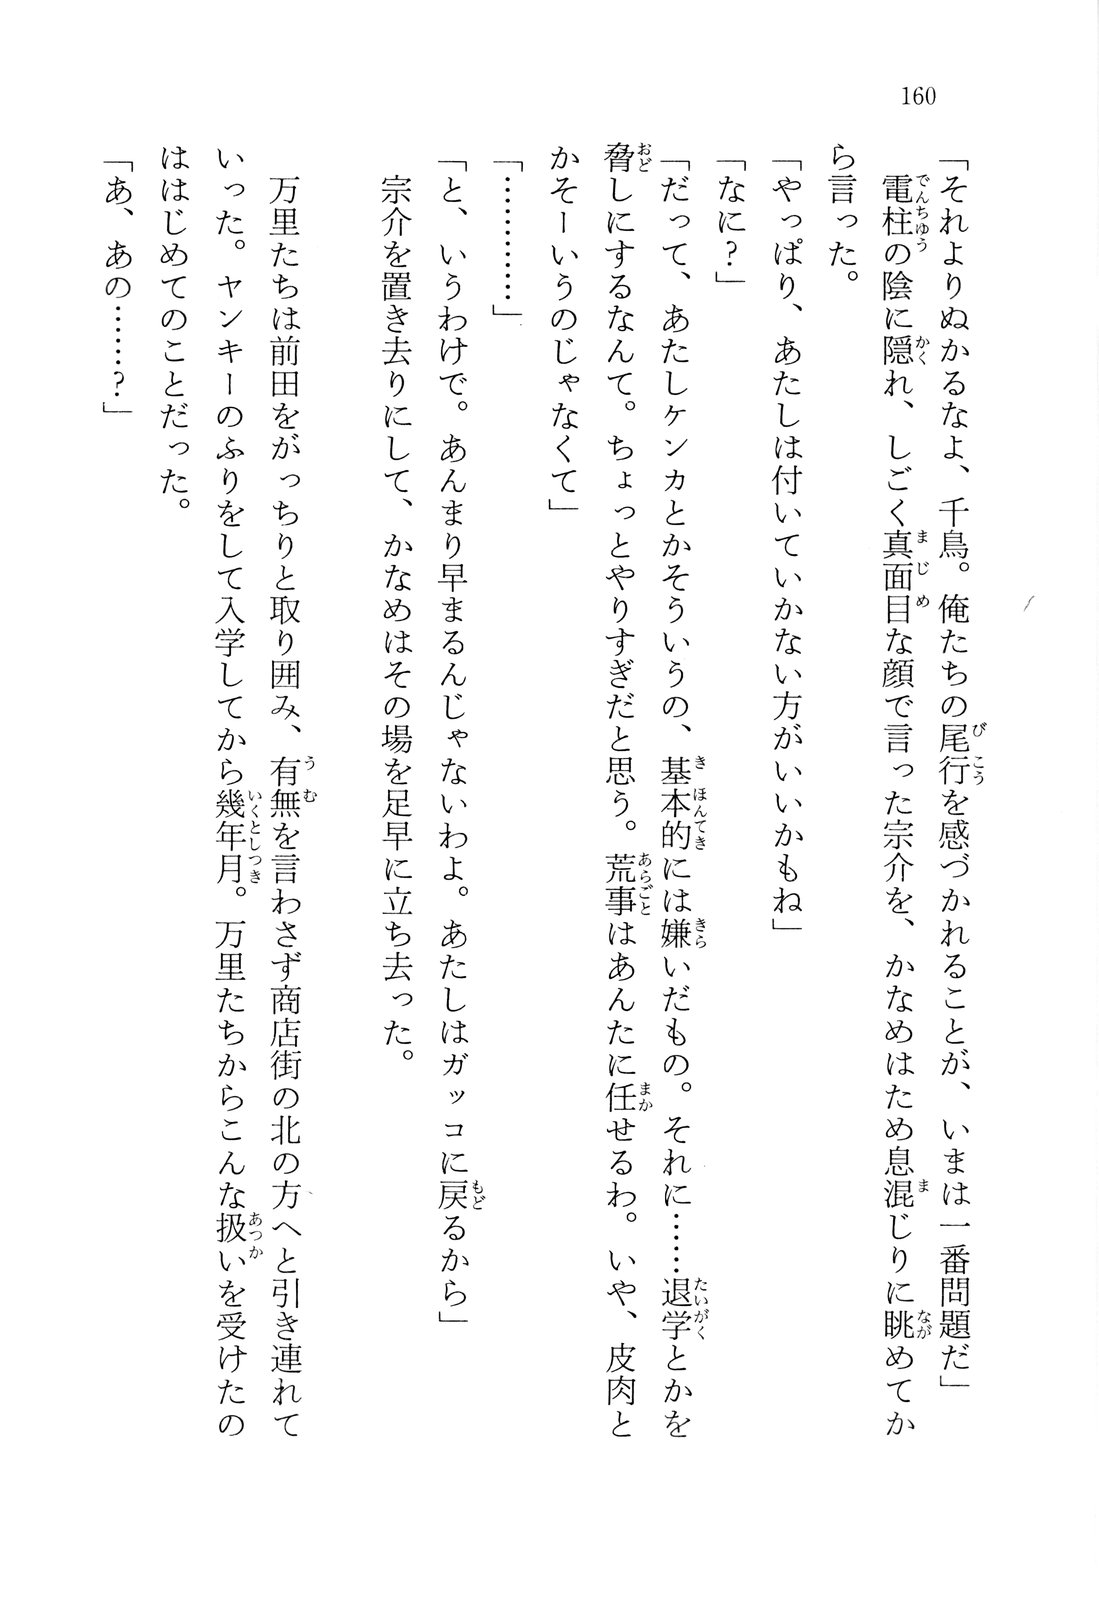 160
「それよりぬかるなよ、千鳥。俺たちの尾行を感づかれることが、いまは一番問題だ」
電柱の陰に隠れ、しごく真面目な顔で言った宗介を、かなめはため息混じりに眺めてか
ら言った。
「やっぱり、あたしは付いていかない方がいいかもね」
「なに?」
「だって、あたしケンカとかそういうの、基本的には嫌いだもの。それに……退学とかを
脅しにするなんて。ちょっとやりすぎだと思う。荒事はあんたに任せるわ。いや、皮肉と
かそーいうのじゃなくて」
「…………」
「と、いうわけで。あんまり早まるんじゃないわよ。あたしはガッコに戻るから」
宗介を置き去りにして、かなめはその場を足早に立ち去った。
万里たちは前田をがっちりと取り囲み、有無を言わさず商店街の北の方へと引き連れて
いった。ヤンキーのふりをして入学してから幾年月。万里たちからこんな扱いを受けたの
ははじめてのことだった。
「あ、あの……?」